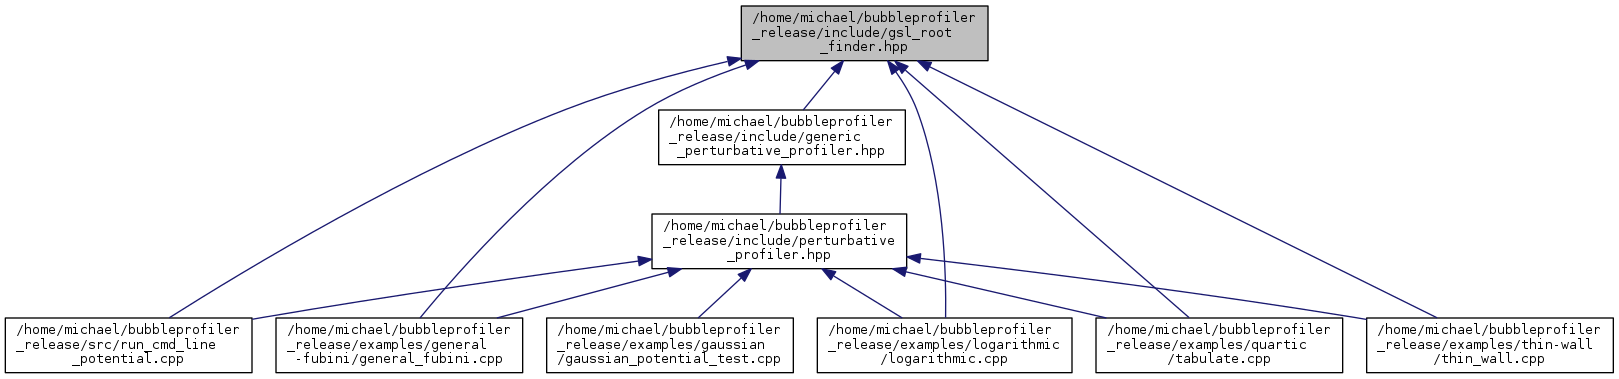 /home/michael/bubbleprofiler
_release/include/gsl_root
_finder.hpp
/home/michael/bubbleprofiler
_release/include/generic
_perturbative_profiler.hpp
/home/michael/bubbleprofiler
_release/include/perturbative
_profiler.hpp
/home/michael/bubbleprofiler
_release/src/run_cmd_line
_potential.cpp
/home/michael/bubbleprofiler
_release/examples/general
-fubini/general_fubini.cpp
/home/michael/bubbleprofiler
_release/examples/gaussian
/gaussian_potential_test.cpp
/home/michael/bubbleprofiler
_release/examples/logarithmic
/logarithmic.cpp
/home/michael/bubbleprofiler
_release/examples/quartic
/tabulate.cpp
/home/michael/bubbleprofiler
_release/examples/thin-wall
/thin_wall.cpp